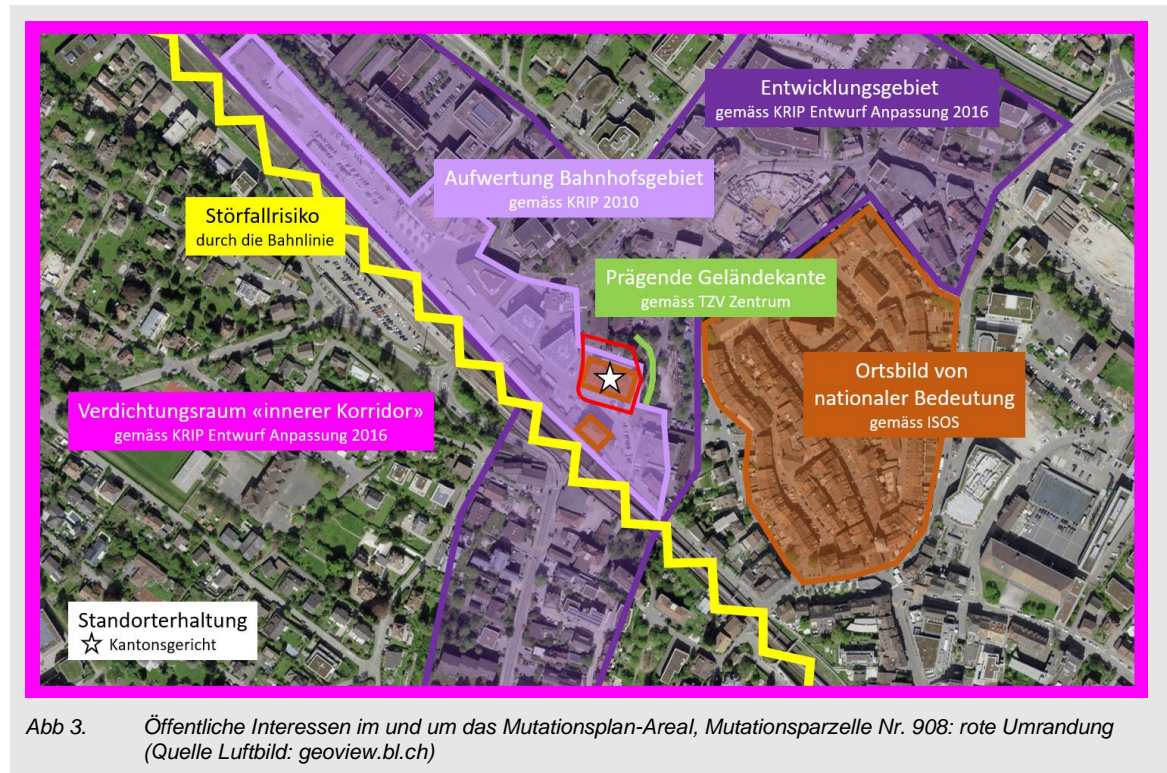 Entwicklungsgebiet
gemäss KRIP Entwurf Anpassung 2016
Aufwertung Bahnhofsgebiet
gemäss KRIP 2010
Störfallrisiko
durch die Bahnlinie
Prägende Geländekante
gemäss TZV Zentrum
Ortsbild von
nationaler Bedeutung
gemäss ISOS
Verdichtungsraum «innerer Korridor»
gemäss KRIP Entwurf Anpassung 2016
Standorterhaltung
☆ Kantonsgericht
Abb 3. Öffentliche Interessen im und um das Mutationsplan-Areal, Mutationsparzelle Nr. 908: rote Umrandung
(Quelle Luftbild: geoview.bl.ch)